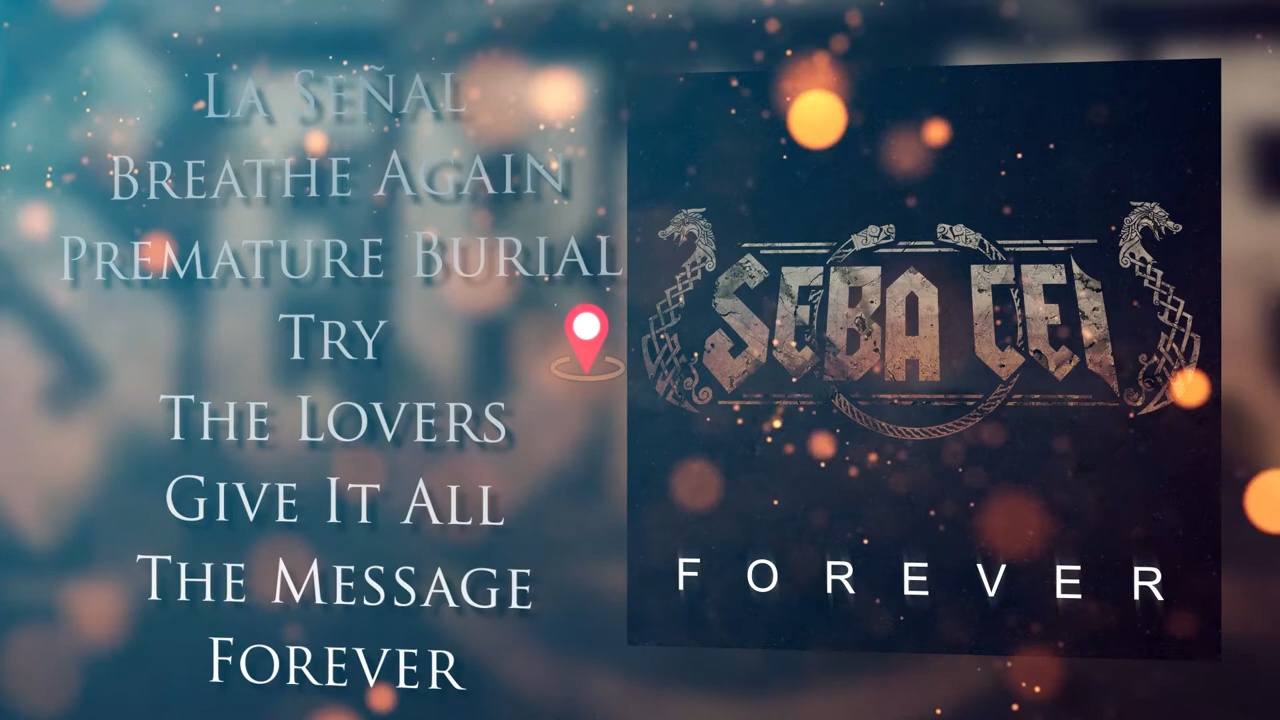 La Señal
Breathe Again
Premature Burial
Try
The Lovers
Give It All
The Message
Forever
SEBA CEI
FOREVER